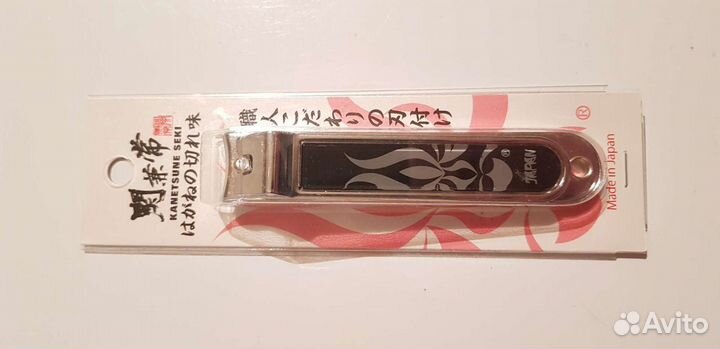 関兼常
KANETSUNE SEKI
はがねの切れ味
職人こだわりの刃付け
JAPAN
®
Made in Japan
®
Avito